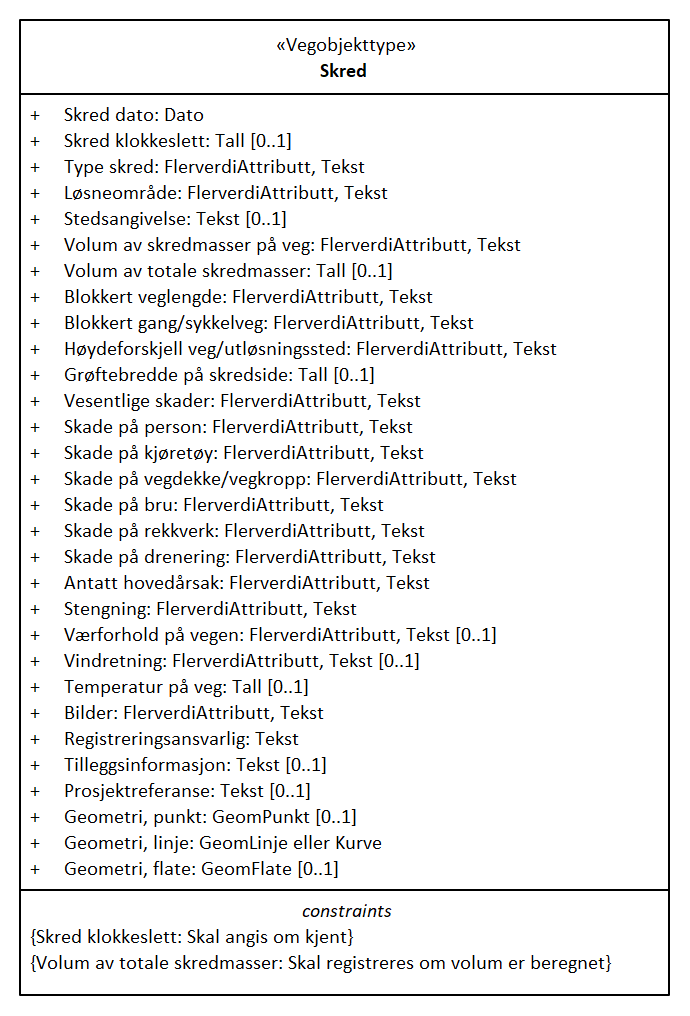 «Vegobjekttype»
Skred
+ Skred dato: Dato
+ Skred klokkeslett: Tall [0..1]
+ Type skred: FlerverdiAttributt, Tekst
+ Løsneområde: FlerverdiAttributt, Tekst
+ Stedsangivelse: Tekst [0..1]
+ Volum av skredmasser på veg: FlerverdiAttributt, Tekst
+ Volum av totale skredmasser: Tall [0..1]
+ Blokkert veglengde: FlerverdiAttributt, Tekst
+ Blokkert gang/sykkelveg: FlerverdiAttributt, Tekst
+ Høydeforskjell veg/utløsningssted: FlerverdiAttributt, Tekst
+ Grøftebredde på skredside: Tall [0..1]
+ Vesentlige skader: FlerverdiAttributt, Tekst
+ Skade på person: FlerverdiAttributt, Tekst
+ Skade på kjøretøy: FlerverdiAttributt, Tekst
+ Skade på vegdekke/vegkropp: FlerverdiAttributt, Tekst
+ Skade på bru: FlerverdiAttributt, Tekst
+ Skade på rekkverk: FlerverdiAttributt, Tekst
+ Skade på drenering: FlerverdiAttributt, Tekst
+ Antatt hovedårsak: FlerverdiAttributt, Tekst
+ Stengning: FlerverdiAttributt, Tekst
+ Værforhold på vegen: FlerverdiAttributt, Tekst [0..1]
+ Vindretning: FlerverdiAttributt, Tekst [0..1]
+ Temperatur på veg: Tall [0..1]
+ Bilder: FlerverdiAttributt, Tekst
+ Registreringsansvarlig: Tekst
+ Tilleggsinformasjon: Tekst [0..1]
+ Prosjektreferanse: Tekst [0..1]
+ Geometri, punkt: GeomPunkt [0..1]
+ Geometri, linje: GeomLinje eller Kurve
+ Geometri, flate: GeomFlate [0..1]
constraints
{Skred klokkeslett: Skal angis om kjent}
{Volum av totale skredmasser: Skal registreres om volum er beregnet}